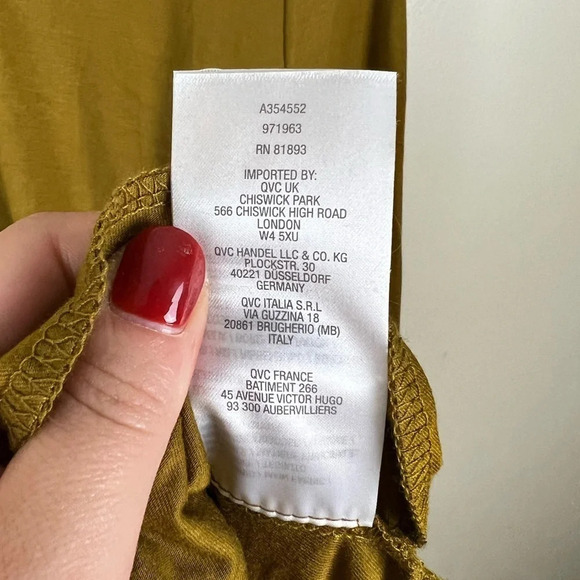 A354552
971963
RN 81893
IMPORTED BY:
QVC UK
CHISWICK PARK
566 CHISWICK HIGH ROAD
LONDON
W4 5XU
QVC HANDEL LLC & CO. KG
PLOCKSTR. 30
40221 DÜSSELDORF
GERMANY
QVC ITALIA S.R.L
VIA GUZZINA 18
20861 BRUGHERIO (MB)
ITALY
QVC FRANCE
BATIMENT 266
45 AVENUE VICTOR HUGO
93 300 AUBERVILLIERS